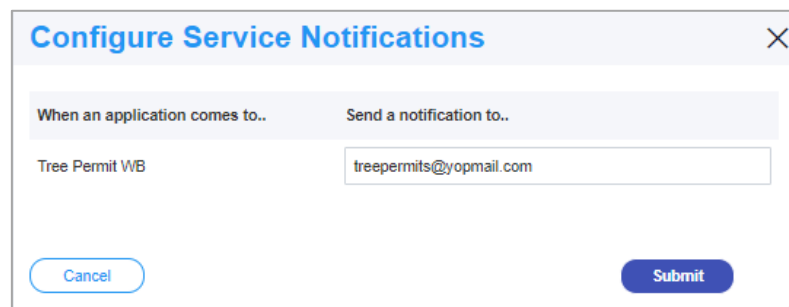 Configure Service Notifications
When an application comes to.. Send a notification to..
Tree Permit WB treepermits@yopmail.com
Cancel Submit